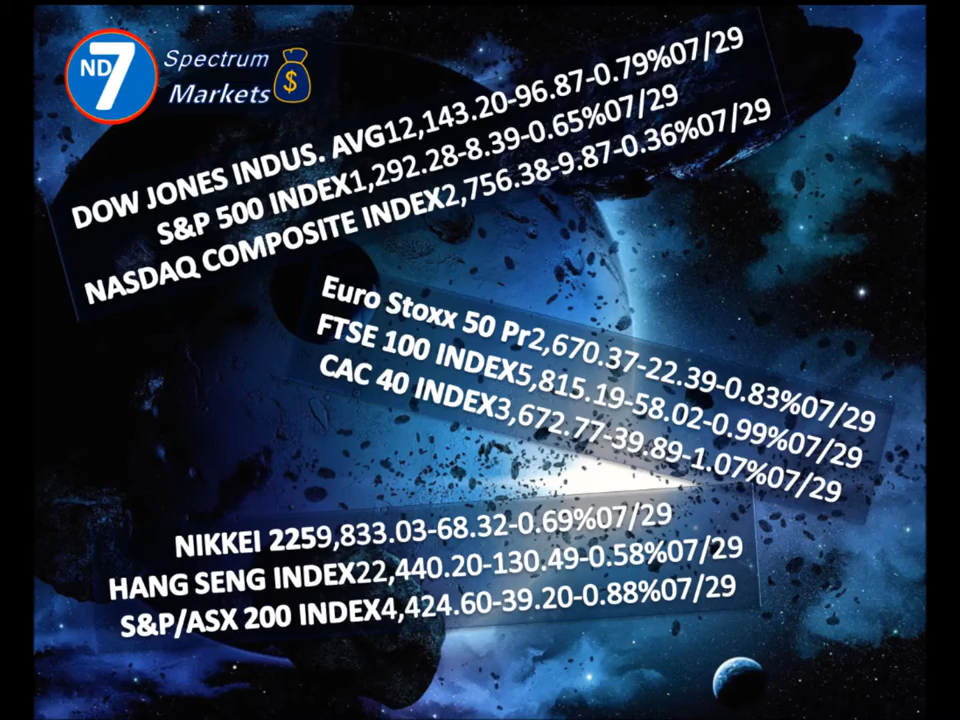 ND
7
Spectrum
Markets
$
DOW JONES INDUS. AVG12,143.20-96.87-0.79%07/29
S&P 500 INDEX1,292.28-8.39-0.65%07/29
NASDAQ COMPOSITE INDEX2,756.38-9.87-0.36%07/29
Euro Stoxx 50 Pr2,670.37-22.39-0.83%07/29
FTSE 100 INDEX5,815.19-58.02-0.99%07/29
CAC 40 INDEX3,672.77-39.89-1.07%07/29
NIKKEI 2259,833.03-68.32-0.69%07/29
HANG SENG INDEX22,440.20-130.49-0.58%07/29
S&P/ASX 200 INDEX4,424.60-39.20-0.88%07/29